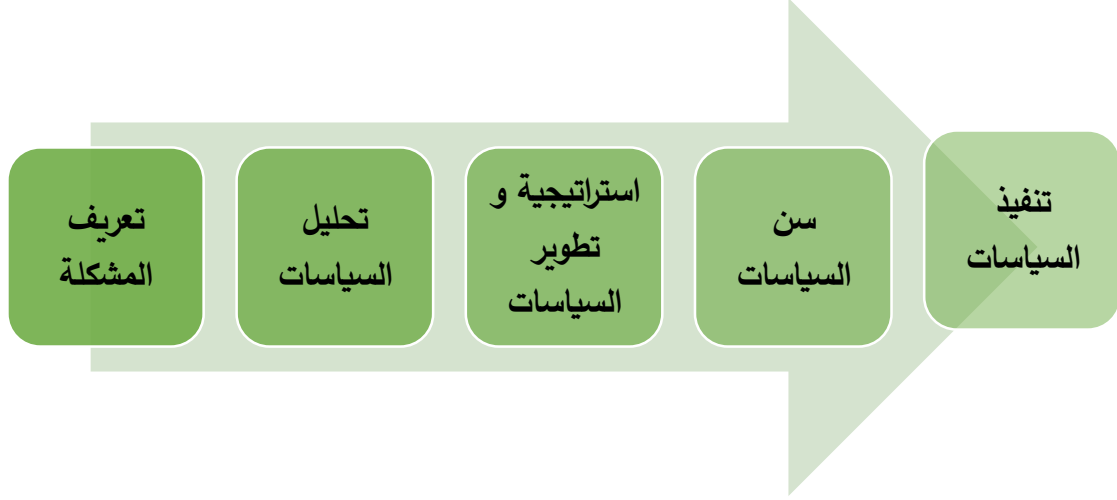 تعريف
المشكلة
تحليل
السياسات
استراتيجية و
تطوير
السياسات
سن
السياسات
تنفيذ
السياسات